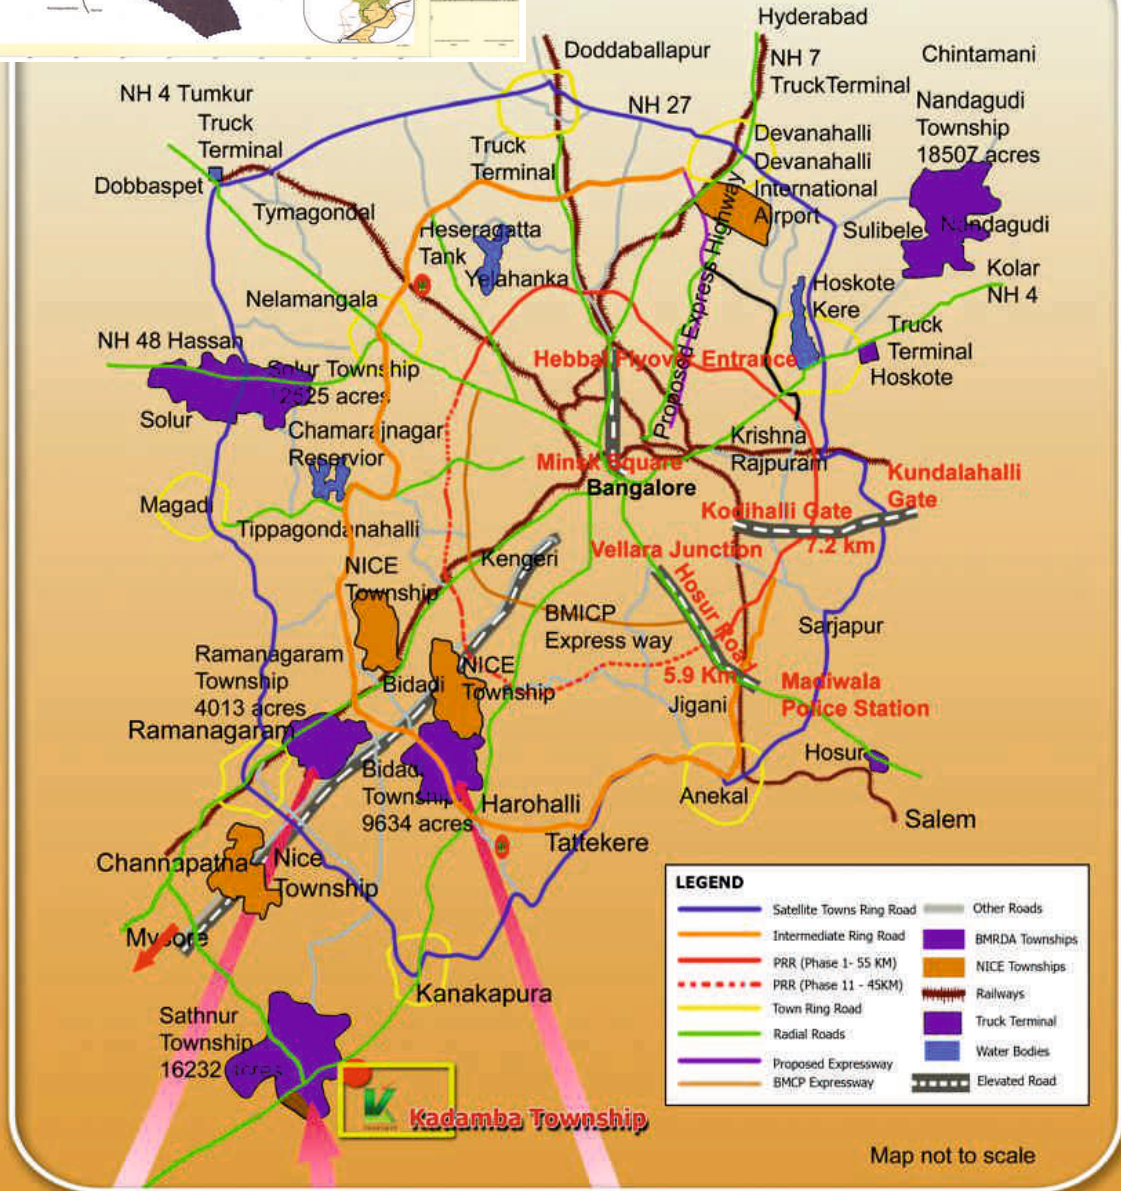 Hyderabad
Doddaballapur
NH 7
Truck Terminal
Chintamani
NH 4 Tumkur
Truck
Terminal
NH 27
Nandagudi
Township
18507 acres
Devanahalli
Truck
Terminal
Devanahalli
International
Airport
Dobbaspet
Tymagondal
Heseragatta
Tank
Yelahanka
Sulibele
Nandagudi
Proposed Express Highway
Kolar
NH 4
Hoskote
Kere
Nelamangala
Truck
Terminal
Hoskote
NH 48 Hassan
Hebbal Flyover Entrance
Solur Township
12525 acres
Solur
Chamarajnagar
Reservior
Krishna
Rajpuram
Minsk Square
Bangalore
Kundalahalli
Gate
Magadi
Tippagondanahalli
Kodihalli Gate
7.2 km
Vellara Junction
Kengeri
NICE
Township
Hosur Road
BMICP
Express way
Sarjapur
Ramanagaram
Township
4013 acres
NICE
Township
Bidadi
5.9 Km
Madiwala
Police Station
Jigani
Ramanagaram
Hosur
Bidadi
Township
9634 acres
Harohalli
Anekal
Salem
Tattekere
Channapatna
Nice
Township
Mysore
Kanakapura
Sathnur
Township
16232 acres
Kadamba Township
LEGEND
Satellite Towns Ring Road
Other Roads
Intermediate Ring Road
BMRDA Townships
PRR (Phase 1- 55 KM)
NICE Townships
PRR (Phase 11 - 45KM)
Railways
Town Ring Road
Truck Terminal
Radial Roads
Water Bodies
Proposed Expressway
Elevated Road
BMCP Expressway
Map not to scale